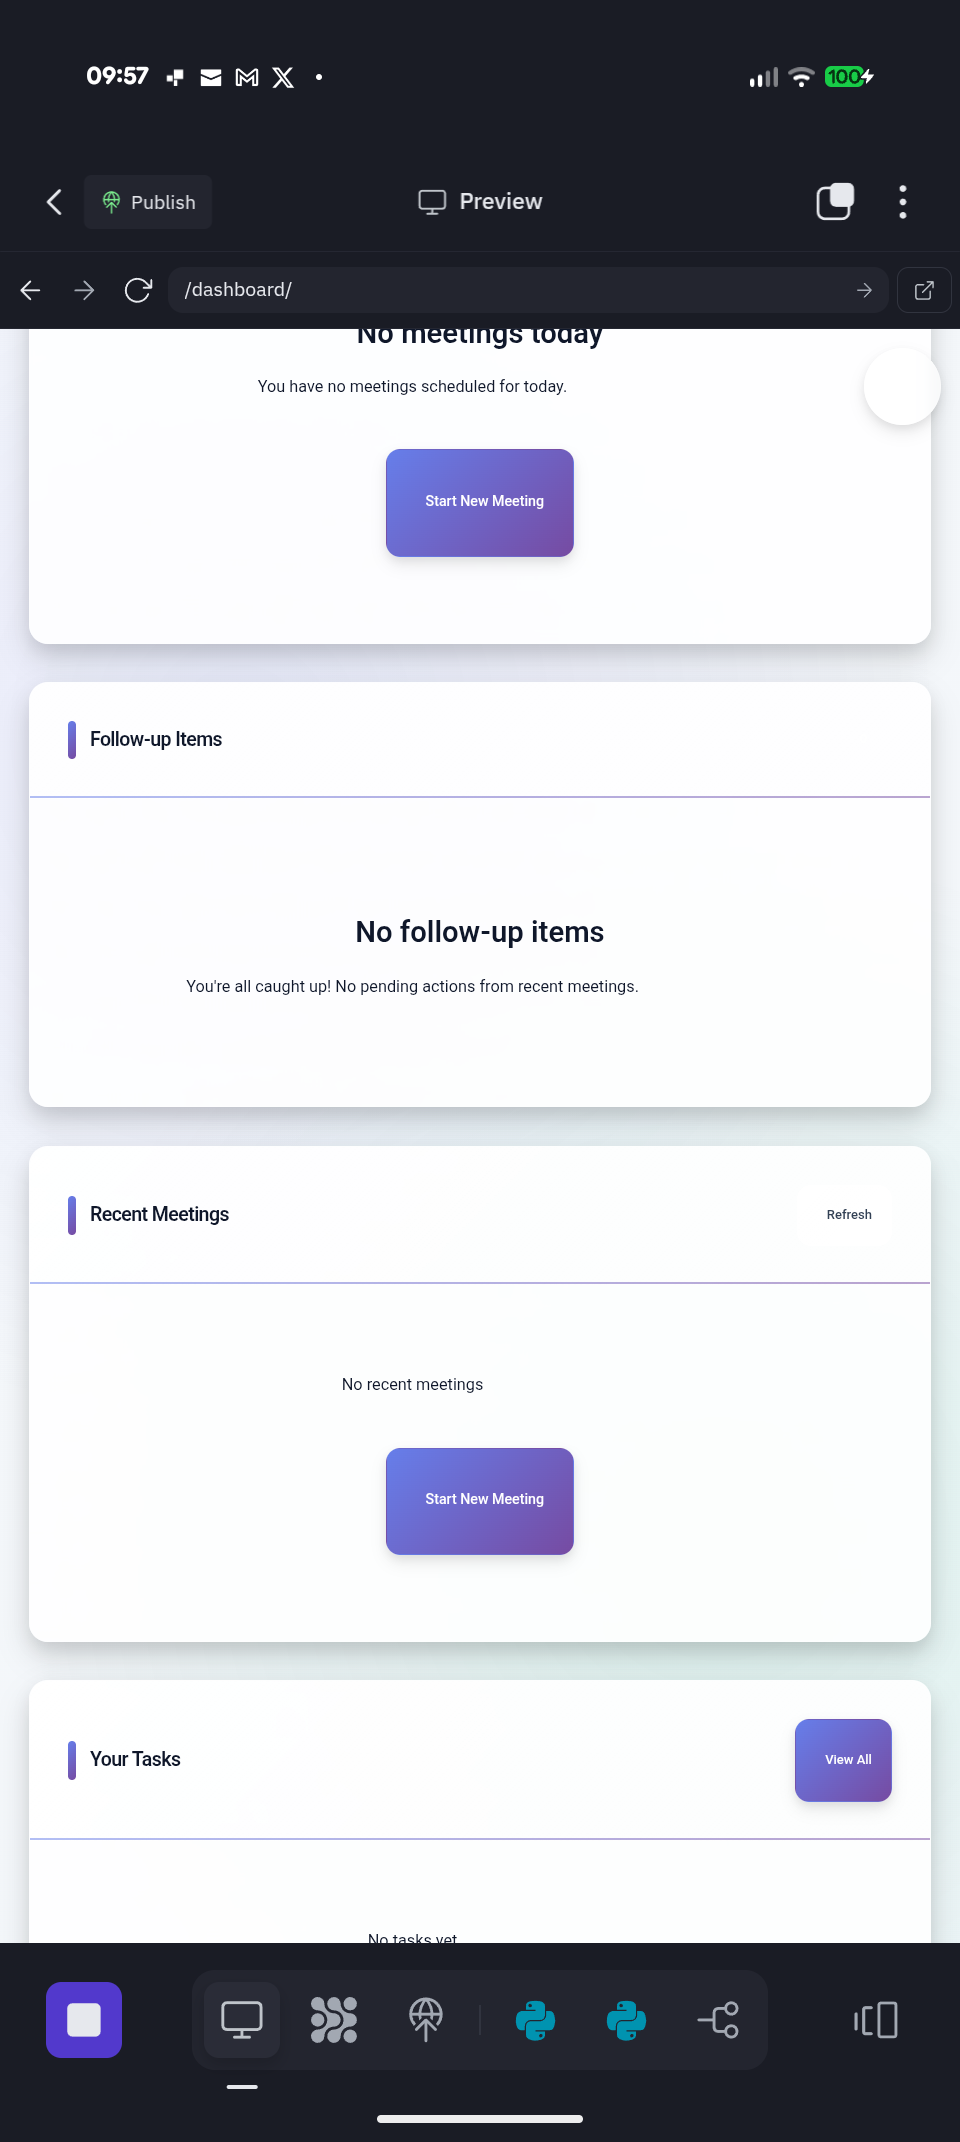 09:57
100
Publish
Preview
/dashboard/
No meetings today
You have no meetings scheduled for today.
Start New Meeting
Follow-up Items
No follow-up items
You're all caught up! No pending actions from recent meetings.
Recent Meetings
Refresh
No recent meetings
Start New Meeting
Your Tasks
View All
No tasks yet